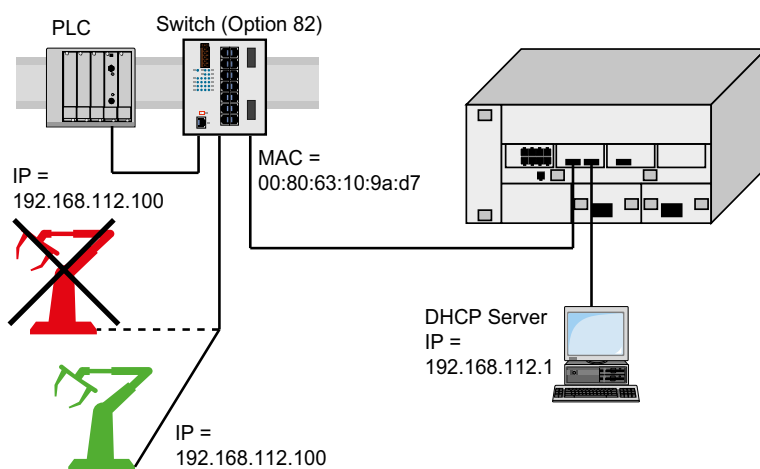 PLC
Switch (Option 82)
MAC =
00:80:63:10:9a:d7
IP =
192.168.112.100
DHCP Server
IP =
192.168.112.1
IP =
192.168.112.100